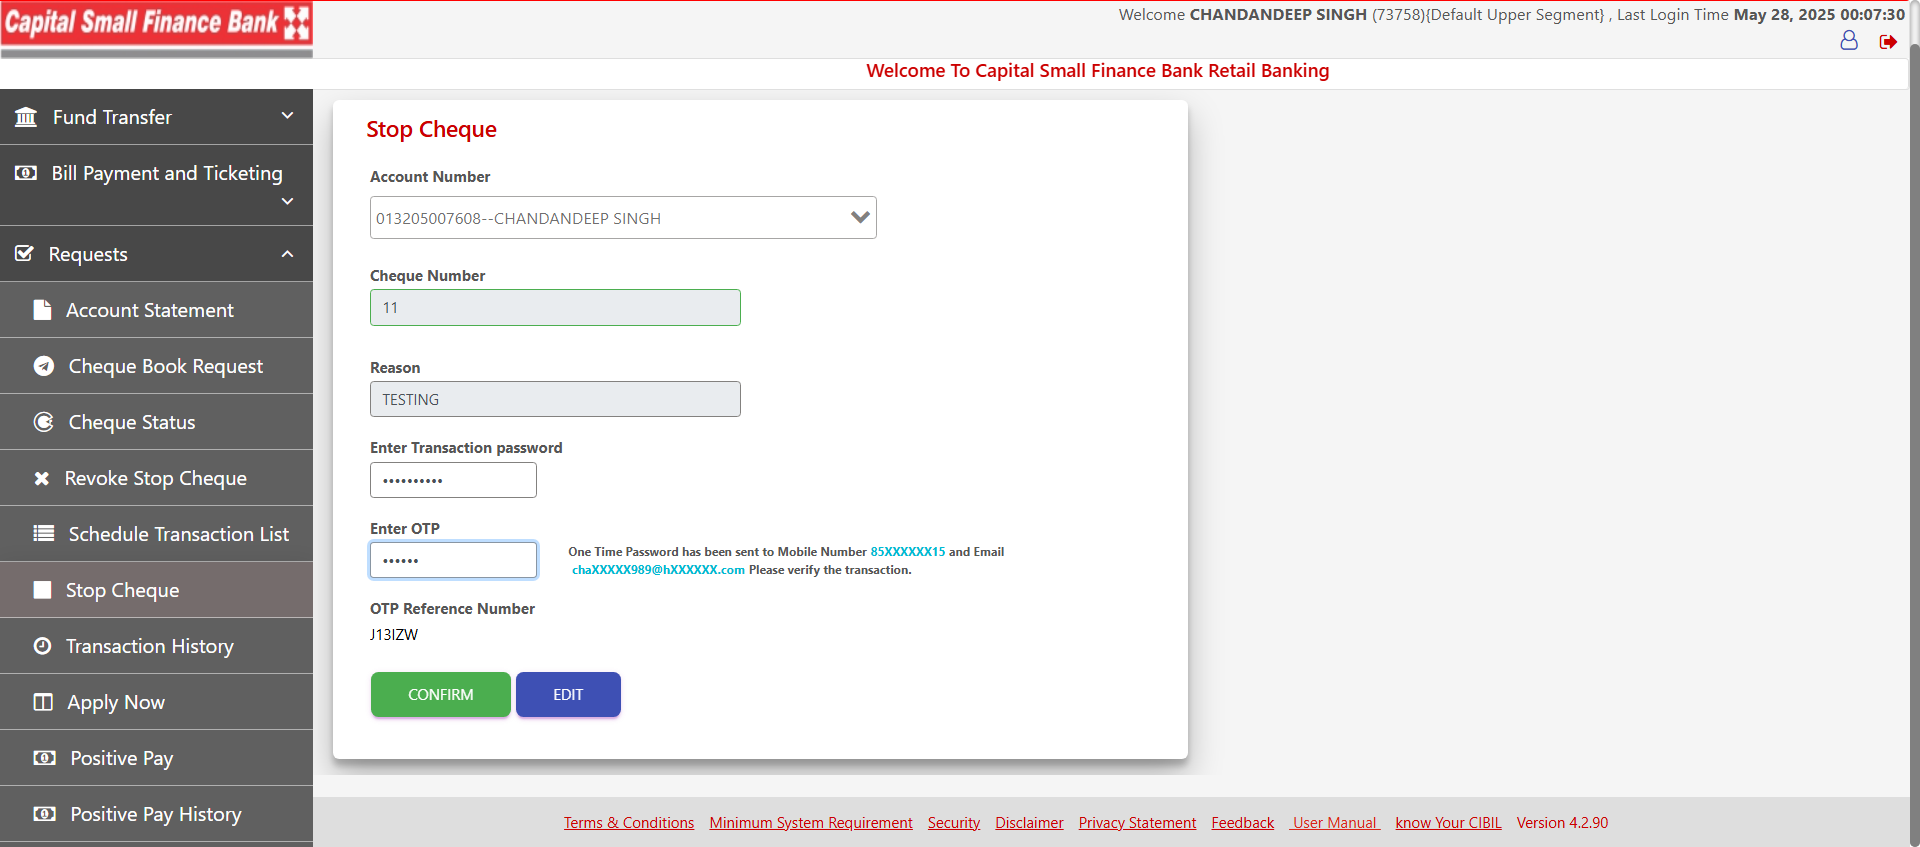 Capital Small Finance Bank
Welcome CHANDANDEEP SINGH (73758){Default Upper Segment} , Last Login Time May 28, 2025 00:07:30
Welcome To Capital Small Finance Bank Retail Banking
Fund Transfer
Bill Payment and Ticketing
Requests
Account Statement
Cheque Book Request
Cheque Status
Revoke Stop Cheque
Schedule Transaction List
Stop Cheque
Transaction History
Apply Now
Positive Pay
Positive Pay History
Stop Cheque
Account Number
013205007608--CHANDANDEEP SINGH
Cheque Number
11
Reason
TESTING
Enter Transaction password
••••••••••
Enter OTP
••••••
One Time Password has been sent to Mobile Number 85XXXXXX15 and Email
chaXXXXX989@hXXXXXX.com Please verify the transaction.
OTP Reference Number
J13IZW
CONFIRM EDIT
Terms & Conditions Minimum System Requirement Security Disclaimer Privacy Statement Feedback User Manual know Your CIBIL Version 4.2.90